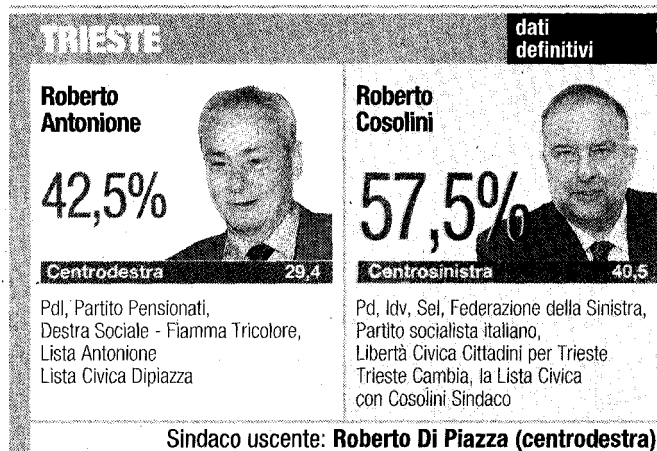 TRIESTE
dati
definitivi
Roberto
Antonione
42,5%
Centrodestra 29,4
Pdl, Partito Pensionati,
Destra Sociale - Fiamma Tricolore,
Lista Antonione
Lista Civica Dipiazza
Roberto
Cosolini
57,5%
Centrosinistra 40,5
Pd, Idv, Sel, Federazione della Sinistra,
Partito socialista italiano,
Libertà Civica Cittadini per Trieste
Trieste Cambia, la Lista Civica
con Cosolini Sindaco
Sindaco uscente: Roberto Di Piazza (centrodestra)